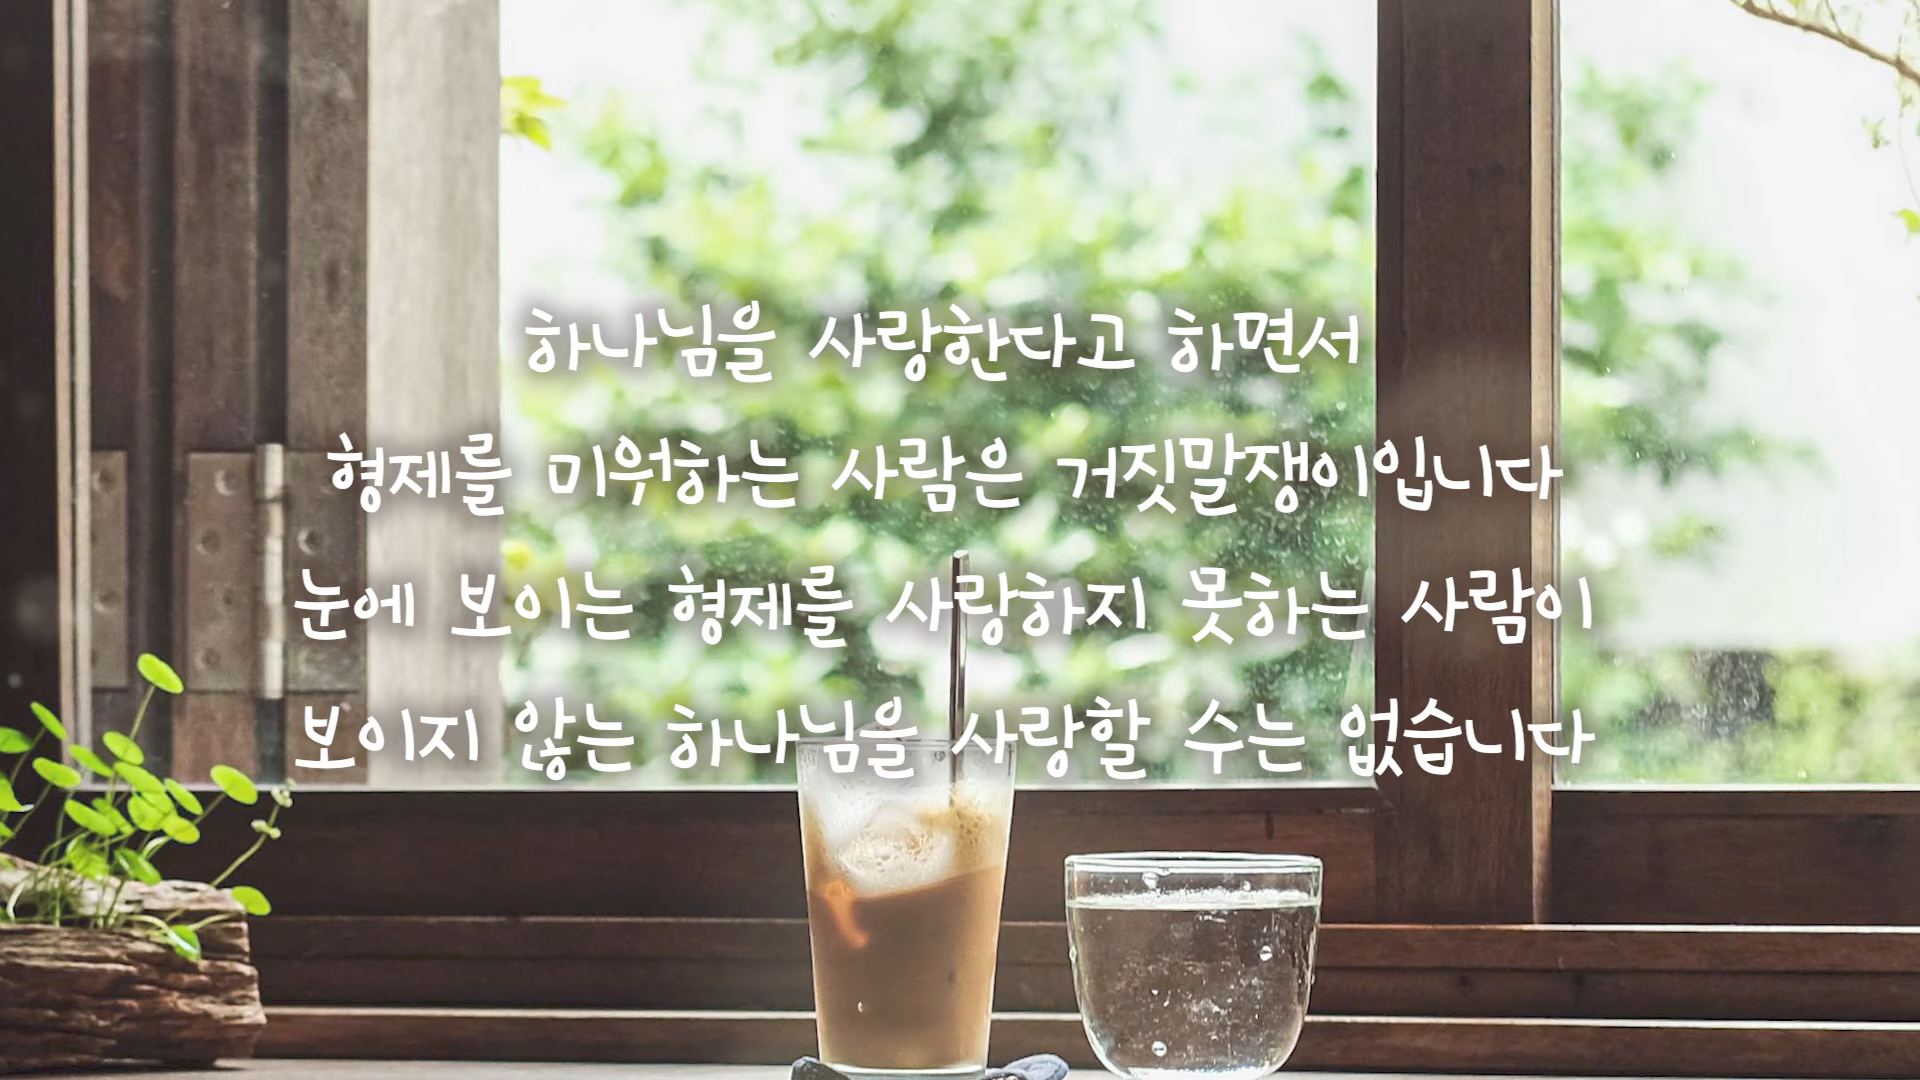 하나님을 사랑한다고 하면서
형제를 미워하는 사람은 거짓말쟁이입니다
눈에 보이는 형제를 사랑하지 못하는 사람이
보이지 않는 하나님을 사랑할 수는 없습니다